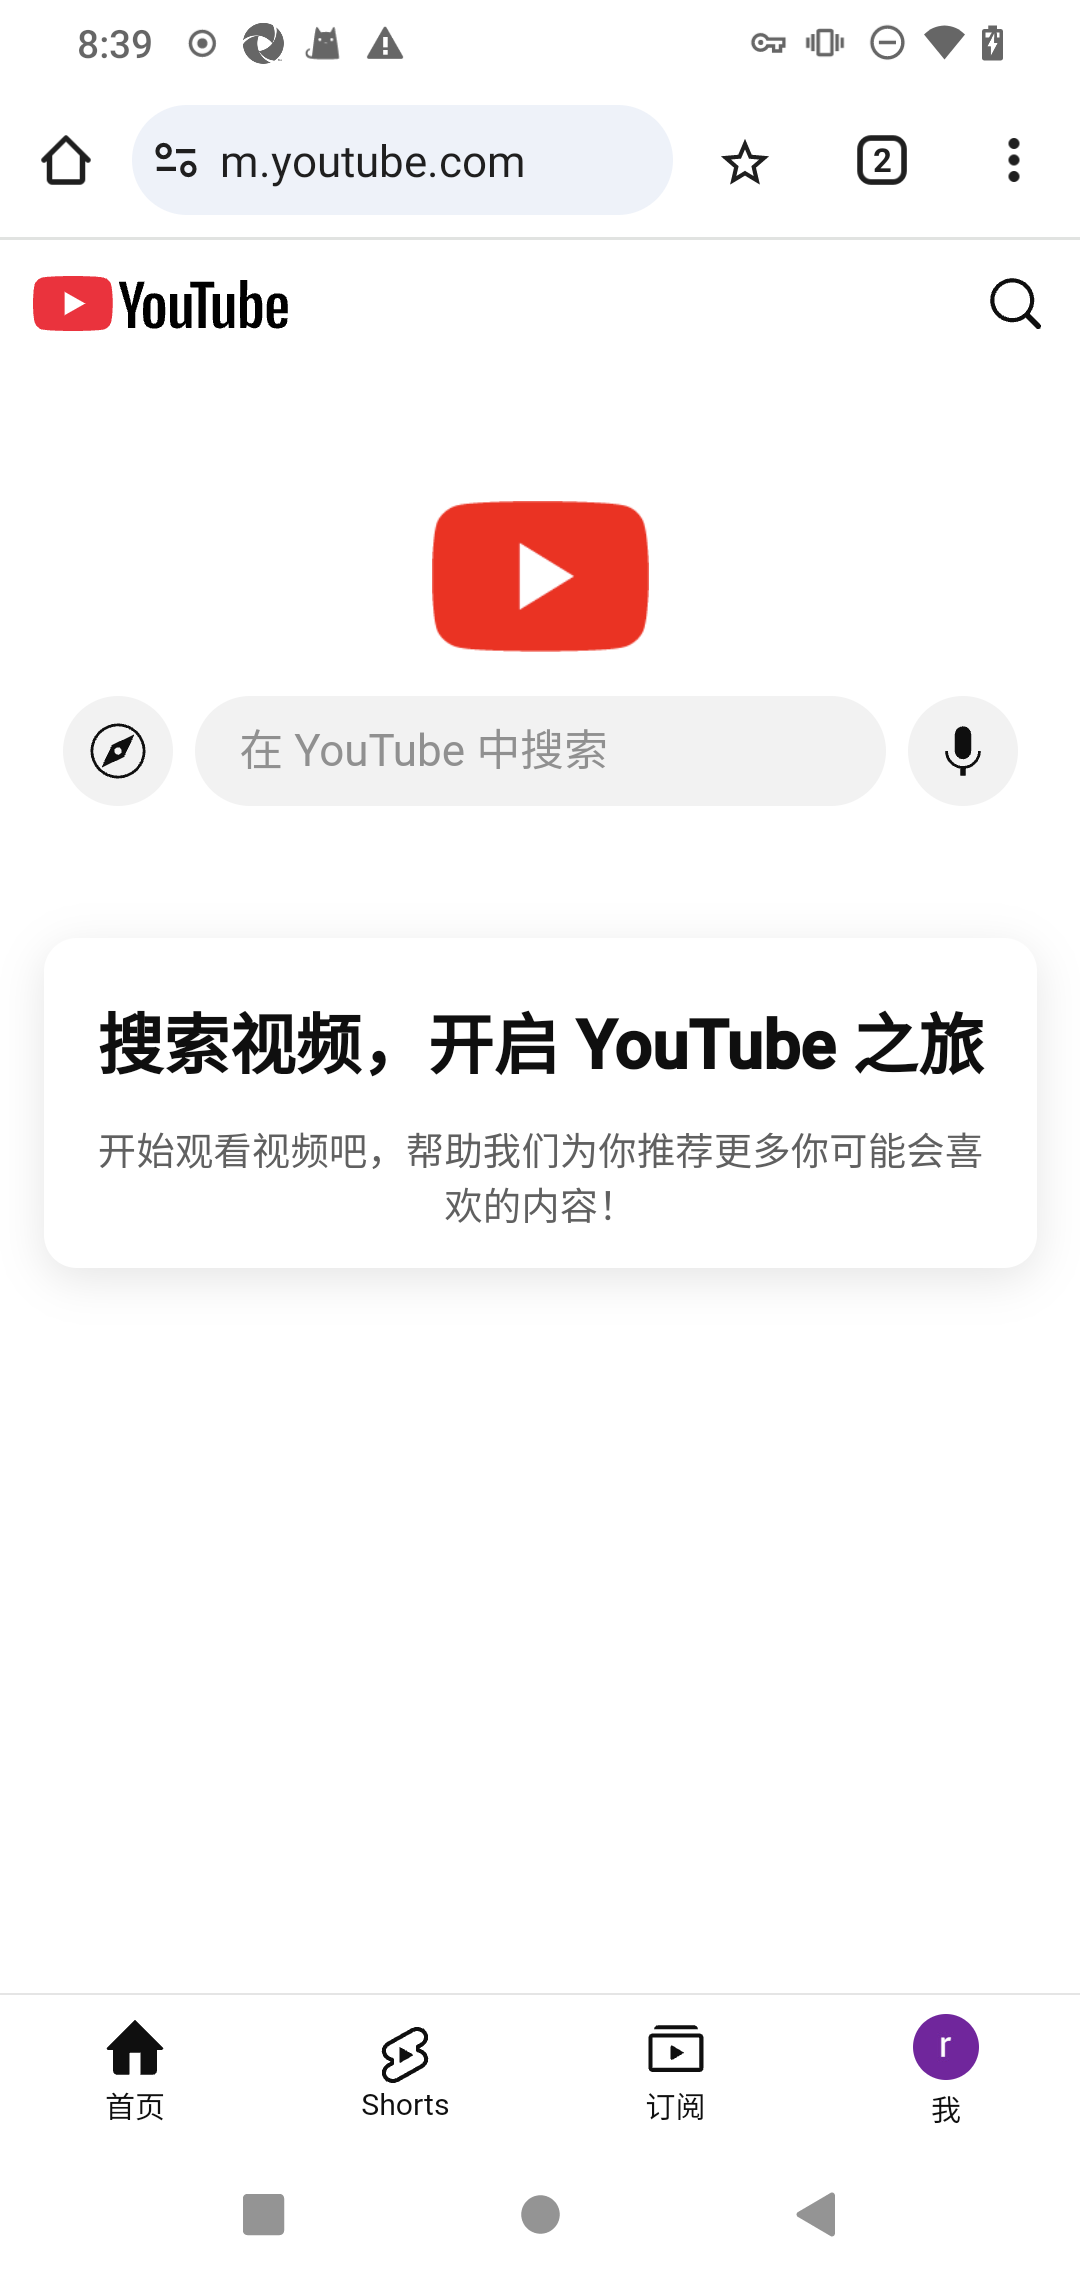 8:39
m.youtube.com
2
YouTube
在 YouTube 中搜索
搜索视频，开启 YouTube 之旅
开始观看视频吧，帮助我们为你推荐更多你可能会喜
欢的内容！
r
首页
Shorts
订阅
我